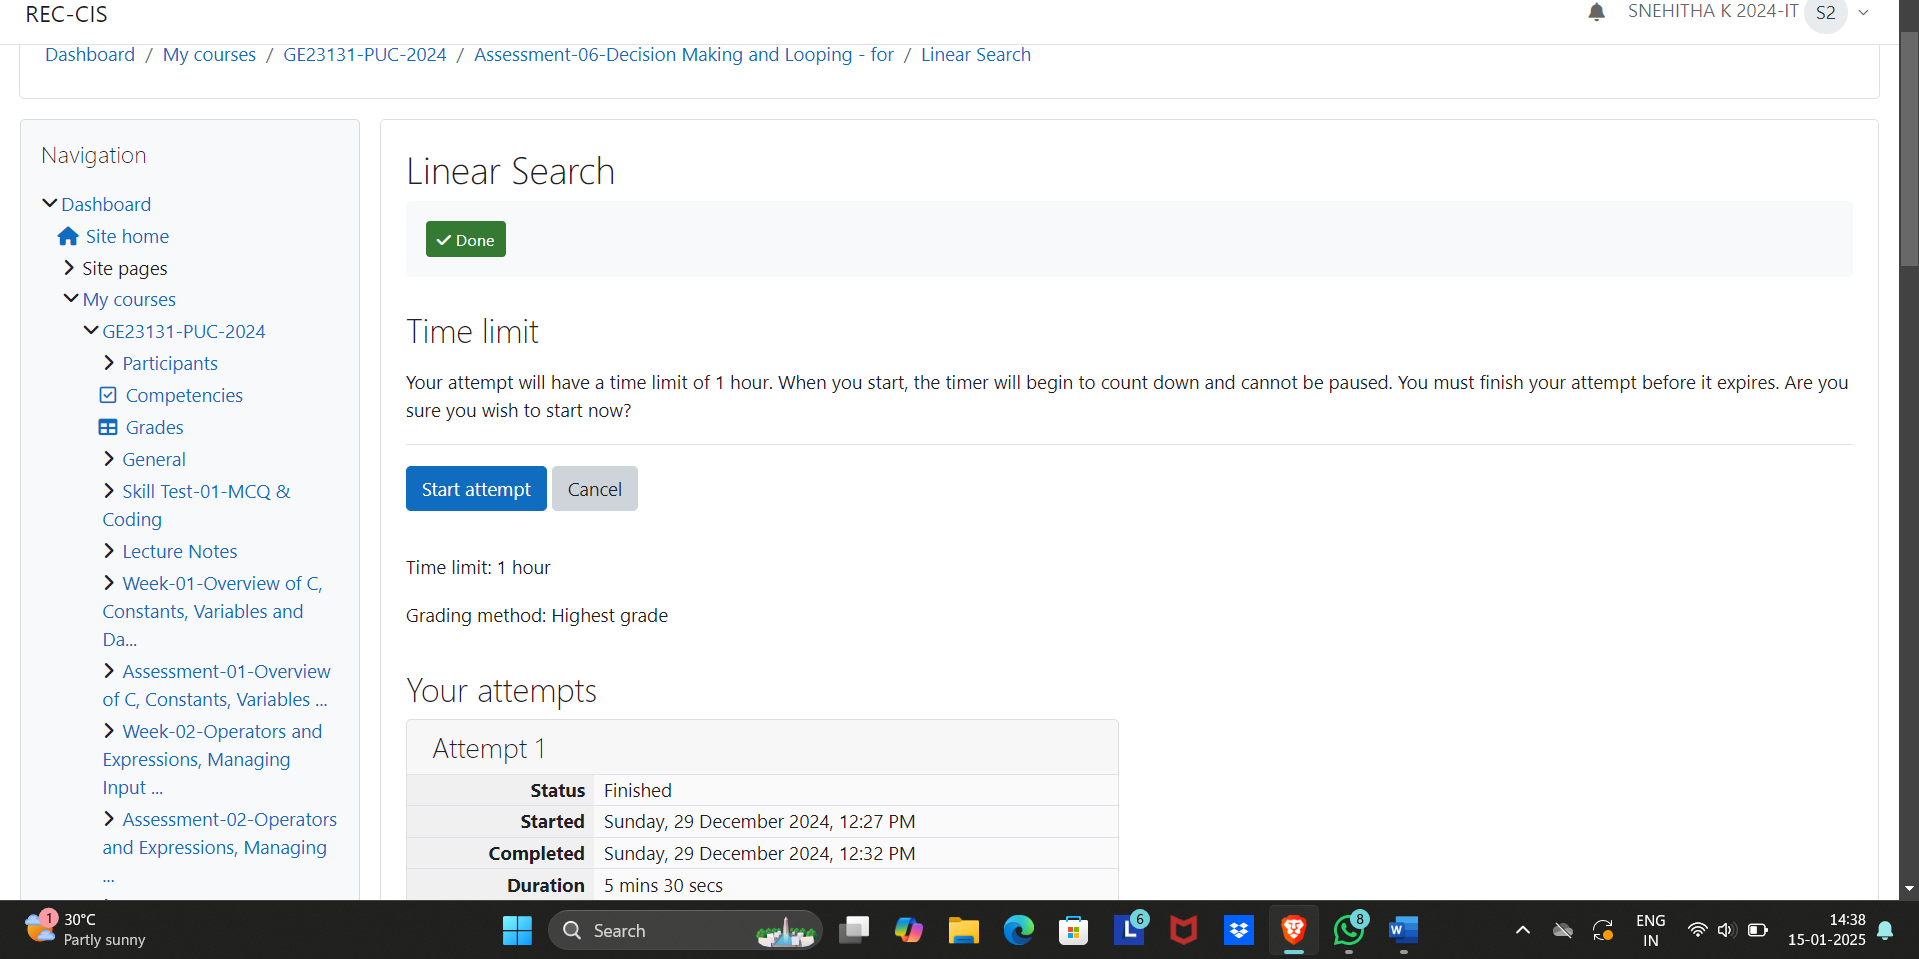 REC-CIS
SNEHITHA K 2024-IT S2
Dashboard / My courses / GE23131-PUC-2024 / Assessment-06-Decision Making and Looping - for / Linear Search
Navigation
Dashboard
Site home
Site pages
My courses
GE23131-PUC-2024
Participants
Competencies
Grades
General
Skill Test-01-MCQ &
Coding
Lecture Notes
Week-01-Overview of C,
Constants, Variables and
Da...
Assessment-01-Overview
of C, Constants, Variables ...
Week-02-Operators and
Expressions, Managing
Input ...
Assessment-02-Operators
and Expressions, Managing
...
Linear Search
Done
Time limit
Your attempt will have a time limit of 1 hour. When you start, the timer will begin to count down and cannot be paused. You must finish your attempt before it expires. Are you
sure you wish to start now?
Start attempt Cancel
Time limit: 1 hour
Grading method: Highest grade
Your attempts
Attempt 1
Status Finished
Started Sunday, 29 December 2024, 12:27 PM
Completed Sunday, 29 December 2024, 12:32 PM
Duration 5 mins 30 secs
1
30°C
Partly sunny
Search
L 6
8
W
ENG
IN
14:38
15-01-2025